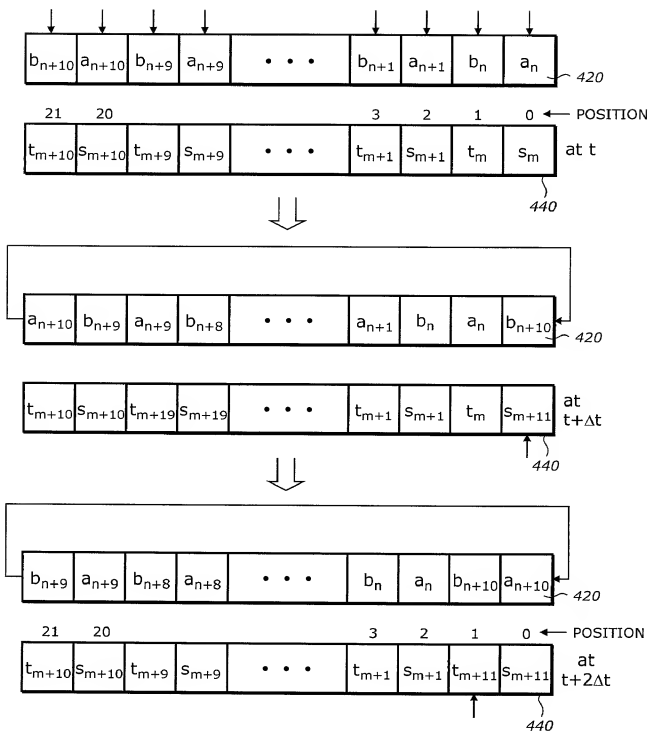 b_{n+10} a_{n+10} b_{n+9} a_{n+9} • • • b_{n+1} a_{n+1} b_n a_n
420
21 20 3 2 1 0 POSITION
t_{m+10} s_{m+10} t_{m+9} s_{m+9} • • • t_{m+1} s_{m+1} t_m s_m at t
440
a_{n+10} b_{n+9} a_{n+9} b_{n+8} • • • a_{n+1} b_n a_n b_{n+10}
420
t_{m+10} s_{m+10} t_{m+19} s_{m+19} • • • t_{m+1} s_{m+1} t_m s_{m+11} at
t+Δt
440
b_{n+9} a_{n+9} b_{n+8} a_{n+8} • • • b_n a_n b_{n+10} a_{n+10}
420
21 20 3 2 1 0 POSITION
t_{m+10} s_{m+10} t_{m+9} s_{m+9} • • • t_{m+1} s_{m+1} t_{m+11} s_{m+11} at
t+2Δt
440